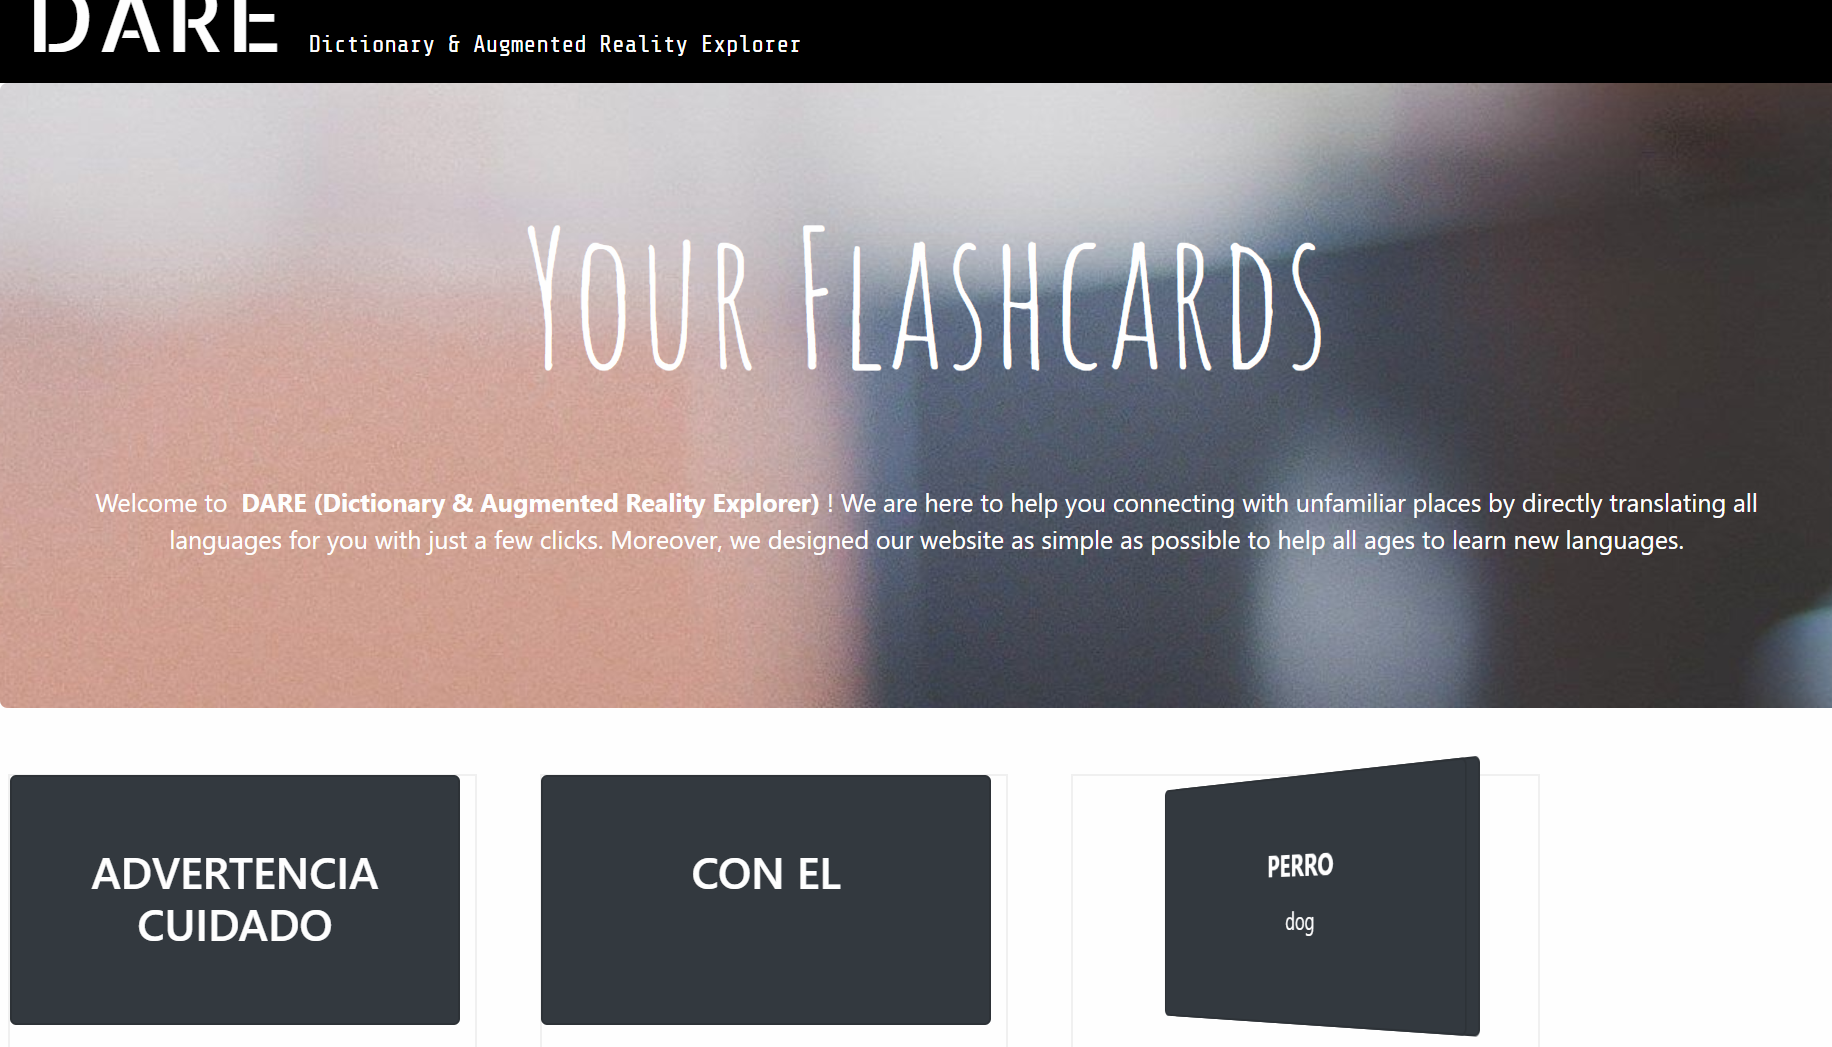 DARE Dictionary & Augmented Reality Explorer
Your Flashcards
Welcome to DARE (Dictionary & Augmented Reality Explorer) ! We are here to help you connecting with unfamiliar places by directly translating all
languages for you with just a few clicks. Moreover, we designed our website as simple as possible to help all ages to learn new languages.
ADVERTENCIA
CUIDADO
CON EL
PERRO
dog